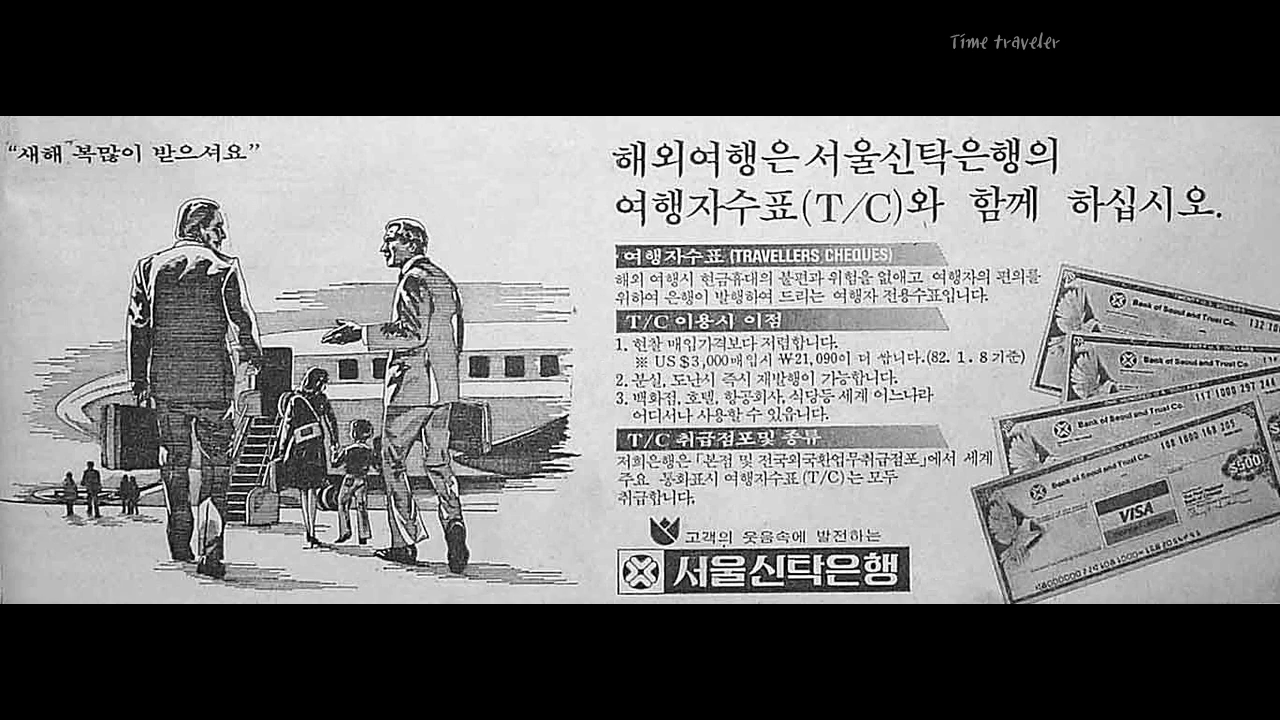 Time traveler
“새해 복많이 받으셔요”
해외여행은 서울신탁은행의
여행자수표(T/C)와 함께 하십시오.
여행자수표 (TRAVELLERS CHEQUES)
해외 여행시 현금휴대의 불편과 위험을 없애고 여행자의 편의를
위하여 은행이 발행하여 드리는 여행자 전용수표입니다.
T/C 이용시 이점
1. 현찰 매입가격보다 저렴합니다.
※ US $3,000매입시 ₩21,090이 더 쌉니다.(82. 1. 8 기준)
2. 분실, 도난시 즉시 재발행이 가능합니다.
3. 백화점, 호텔, 항공회사, 식당등 세계 어느나라
어디서나 사용할 수 있읍니다.
T/C 취급점포및 종류
저희은행은 「본점 및 전국외국환업무취급점포」에서 세계
주요 통화표시 여행자수표(T/C)는 모두
취급합니다.
고객의 웃음속에 발전하는
서울신탁은행
Bank of Seoul and Trust Co.
Bank of Seoul and Trust Co.
Bank of Seoul and Trust Co.
Bank of Seoul and Trust Co.
$500
VISA